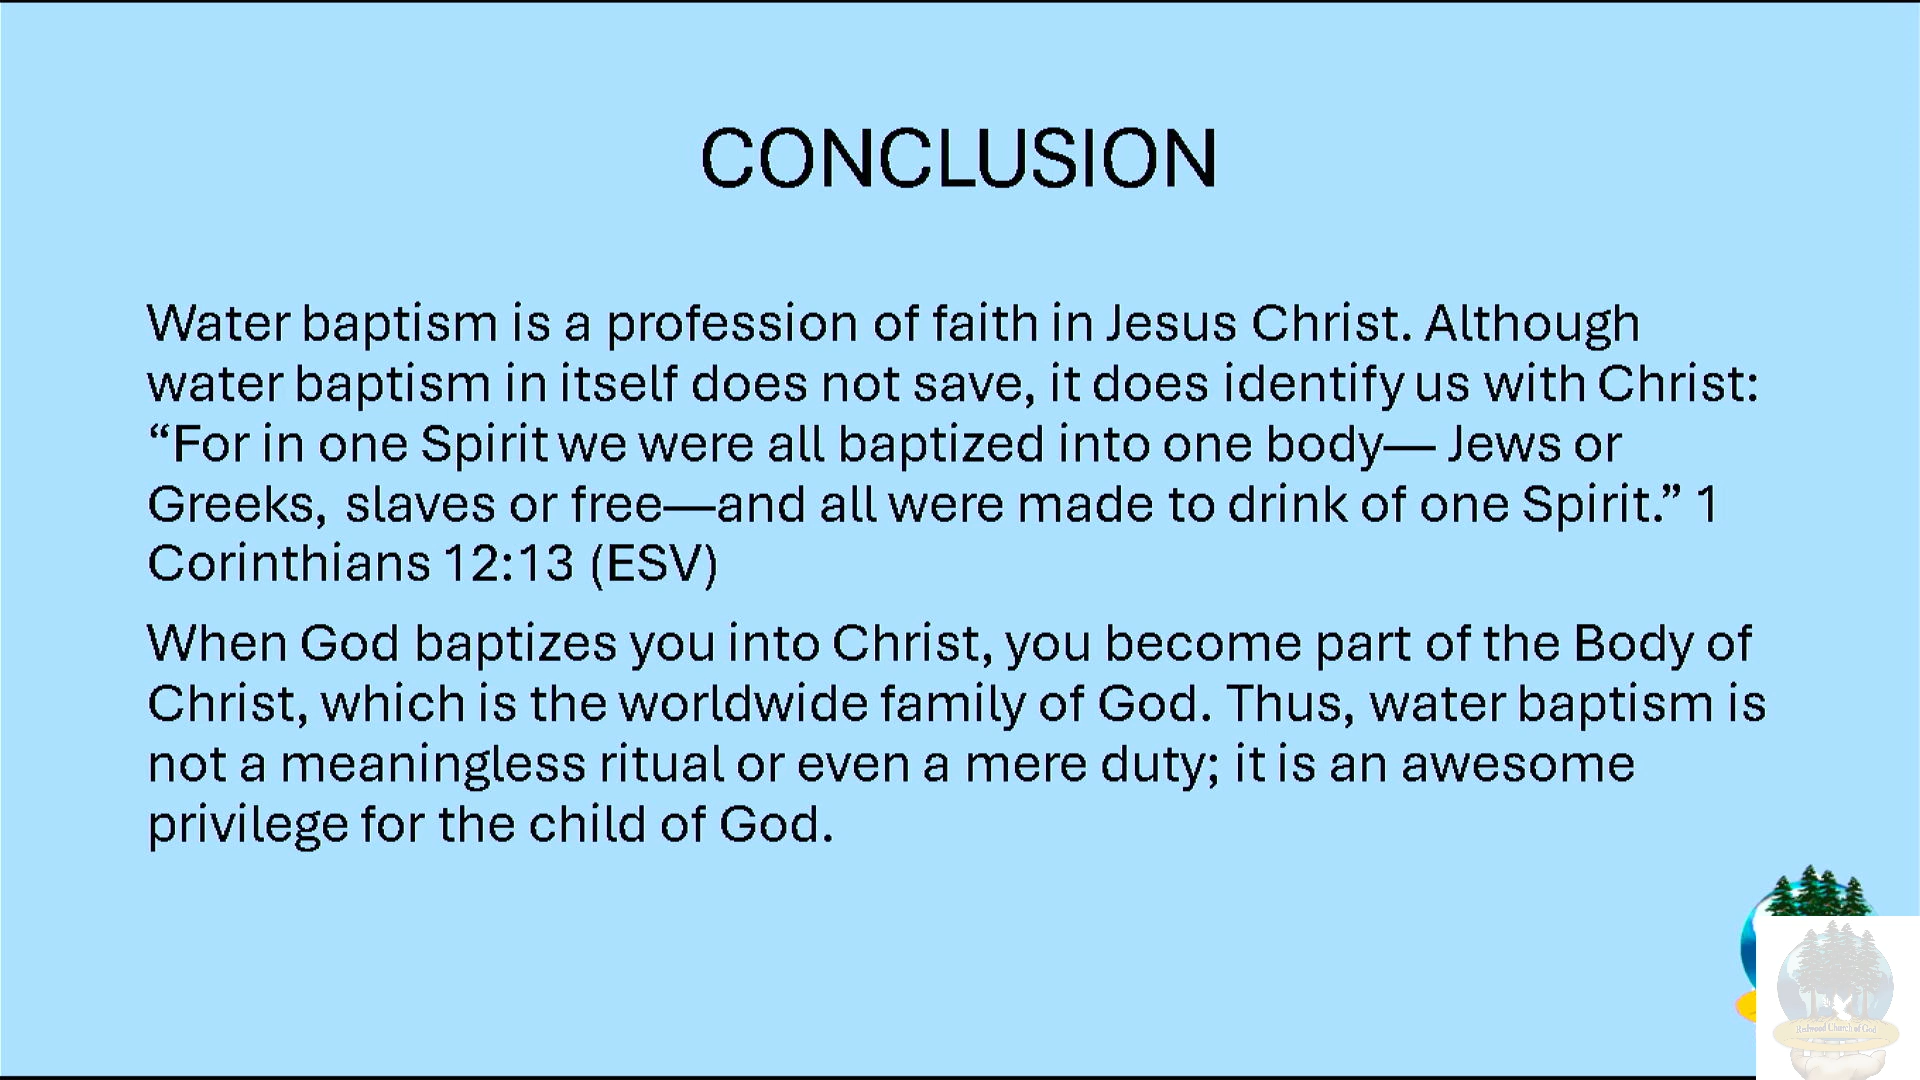 CONCLUSION
Water baptism is a profession of faith in Jesus Christ. Although
water baptism in itself does not save, it does identify us with Christ:
“For in one Spirit we were all baptized into one body— Jews or
Greeks, slaves or free—and all were made to drink of one Spirit.” 1
Corinthians 12:13 (ESV)
When God baptizes you into Christ, you become part of the Body of
Christ, which is the worldwide family of God. Thus, water baptism is
not a meaningless ritual or even a mere duty; it is an awesome
privilege for the child of God.
Redwood Church of God